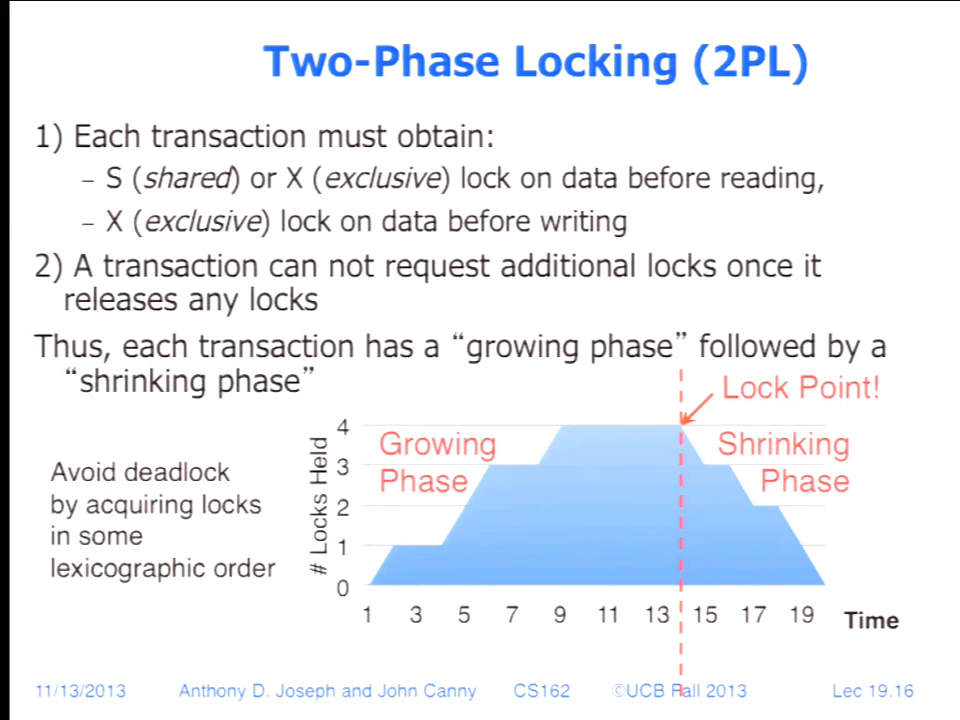 Two-Phase Locking (2PL)
1) Each transaction must obtain:
– S (shared) or X (exclusive) lock on data before reading,
– X (exclusive) lock on data before writing
2) A transaction can not request additional locks once it
releases any locks
Thus, each transaction has a “growing phase” followed by a
“shrinking phase”
Lock Point!
Avoid deadlock
by acquiring locks
in some
lexicographic order
# Locks Held
4
3
2
1
0
Growing
Phase
Shrinking
Phase
1 3 5 7 9 11 13 15 17 19
Time
11/13/2013 Anthony D. Joseph and John Canny CS162 ©UCB Fall 2013 Lec 19.16